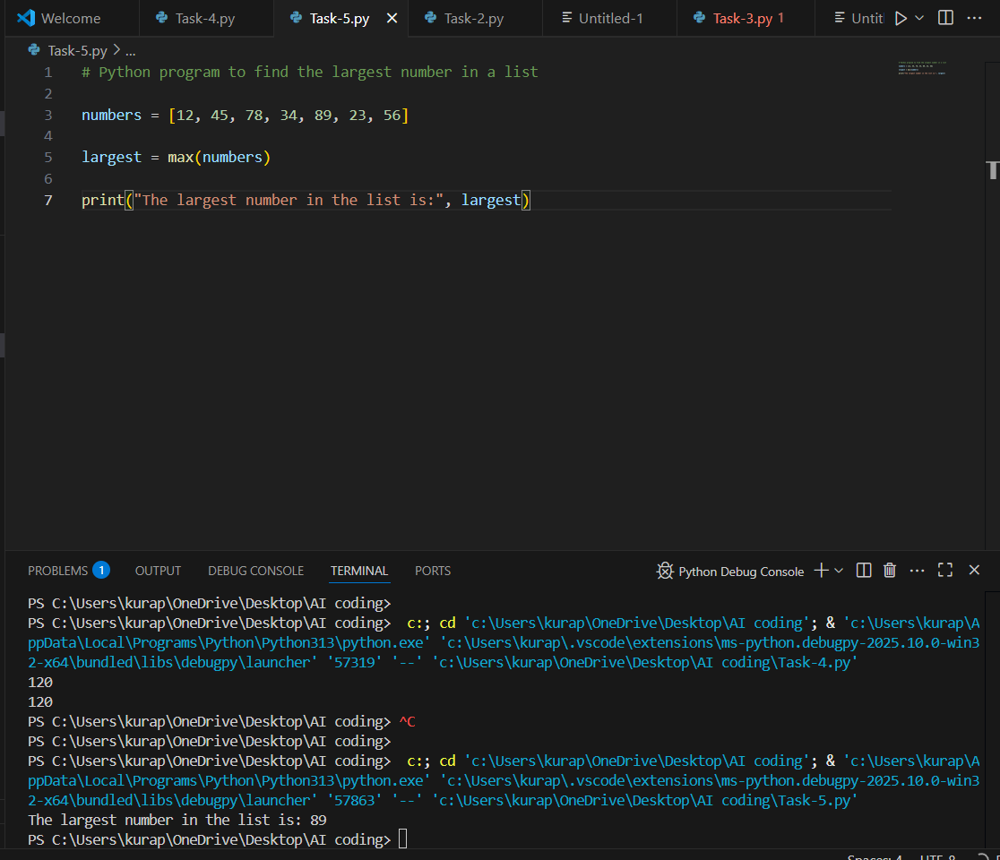 Welcome
Task-4.py
Task-5.py
Task-2.py
Untitled-1
Task-3.py 1
Task-5.py > ...
1 # Python program to find the largest number in a list
2
3 numbers = [12, 45, 78, 34, 89, 23, 56]
4
5 largest = max(numbers)
6
7 print("The largest number in the list is:", largest)
PROBLEMS 1 OUTPUT DEBUG CONSOLE TERMINAL PORTS
Python Debug Console
PS C:\Users\kurap\OneDrive\Desktop\AI coding>
PS C:\Users\kurap\OneDrive\Desktop\AI coding>  c:; cd 'c:\Users\kurap\OneDrive\Desktop\AI coding'; & 'c:\Users\kurap\A
ppData\Local\Programs\Python\Python313\python.exe' 'c:\Users\kurap\.vscode\extensions\ms-python.debugpy-2025.10.0-win3
2-x64\bundled\libs\debugpy\launcher' '57319' '--' 'c:\Users\kurap\OneDrive\Desktop\AI coding\Task-4.py'
120
120
PS C:\Users\kurap\OneDrive\Desktop\AI coding> ^C
PS C:\Users\kurap\OneDrive\Desktop\AI coding>
PS C:\Users\kurap\OneDrive\Desktop\AI coding>  c:; cd 'c:\Users\kurap\OneDrive\Desktop\AI coding'; & 'c:\Users\kurap\A
ppData\Local\Programs\Python\Python313\python.exe' 'c:\Users\kurap\.vscode\extensions\ms-python.debugpy-2025.10.0-win3
2-x64\bundled\libs\debugpy\launcher' '57863' '--' 'c:\Users\kurap\OneDrive\Desktop\AI coding\Task-5.py'
The largest number in the list is: 89
PS C:\Users\kurap\OneDrive\Desktop\AI coding>
Spaces: 4 UTF-8